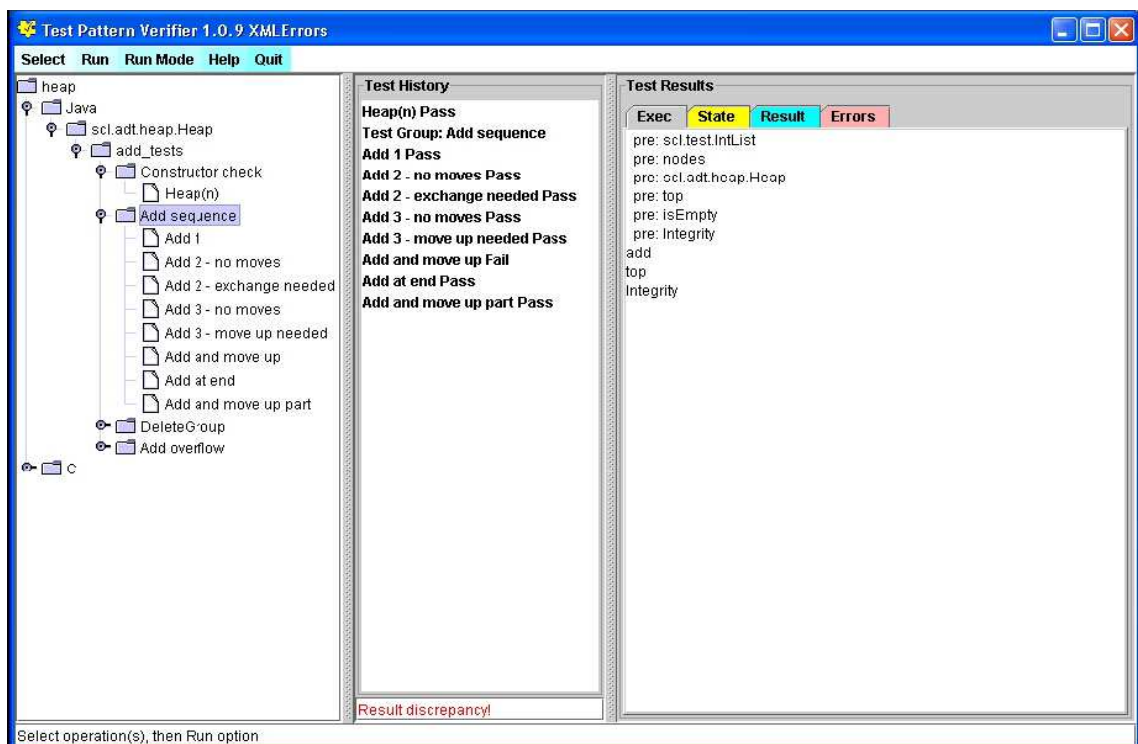 Test Pattern Verifier 1.0.9 XMLErrors
Select Run Run Mode Help Quit
heap
Java
scl.adt.heap.Heap
add_tests
Constructor check
Heap(n)
Add sequence
Add 1
Add 2 - no moves
Add 2 - exchange needed
Add 3 - no moves
Add 3 - move up needed
Add and move up
Add at end
Add and move up part
DeleteGroup
Add overflow
C
Test History
Heap(n) Pass
Test Group: Add sequence
Add 1 Pass
Add 2 - no moves Pass
Add 2 - exchange needed Pass
Add 3 - no moves Pass
Add 3 - move up needed Pass
Add and move up Fail
Add at end Pass
Add and move up part Pass
Result discrepancy!
Test Results
Exec State Result Errors
pre: scl.test.IntList
pre: nodes
pre: scl.adt.heap.Heap
pre: top
pre: isEmpty
pre: Integrity
add
top
Integrity
Select operation(s), then Run option